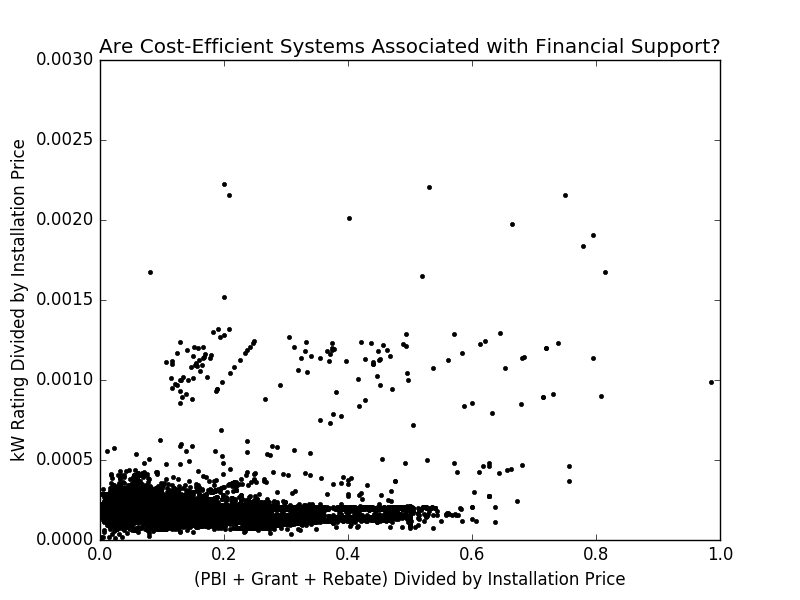 Are Cost-Efficient Systems Associated with Financial Support?
0.0030
0.0025
0.0020
0.0015
0.0010
0.0005
0.0000
kW Rating Divided by Installation Price
0.0 0.2 0.4 0.6 0.8 1.0
(PBI + Grant + Rebate) Divided by Installation Price